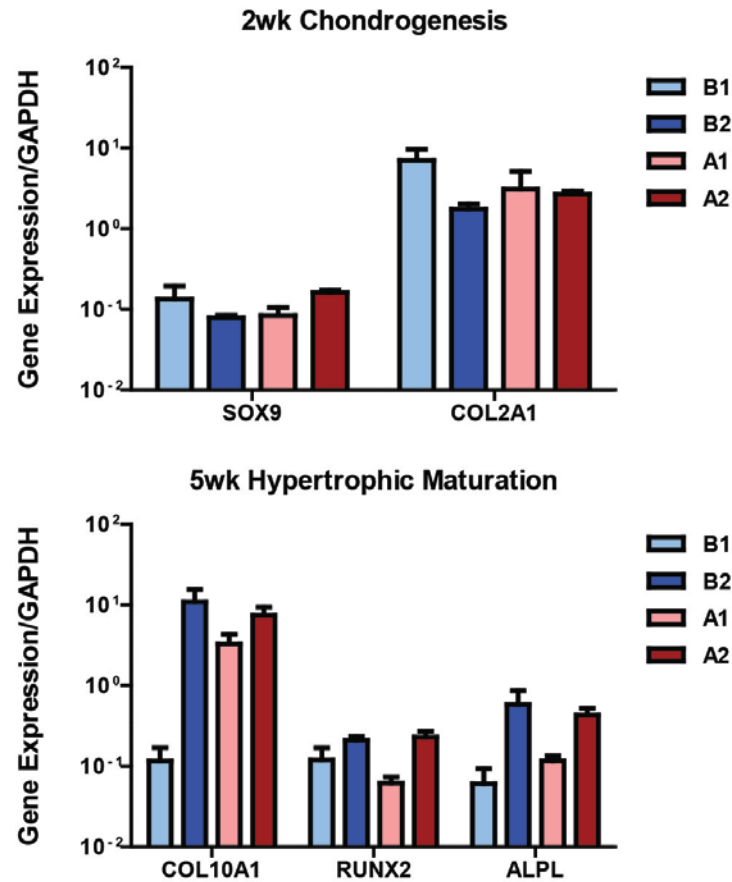 2wk Chondrogenesis
Gene Expression/GAPDH
10²
10¹
10⁰
10⁻¹
10⁻²
SOX9 COL2A1
B1
B2
A1
A2
5wk Hypertrophic Maturation
Gene Expression/GAPDH
10²
10¹
10⁰
10⁻¹
10⁻²
COL10A1 RUNX2 ALPL
B1
B2
A1
A2